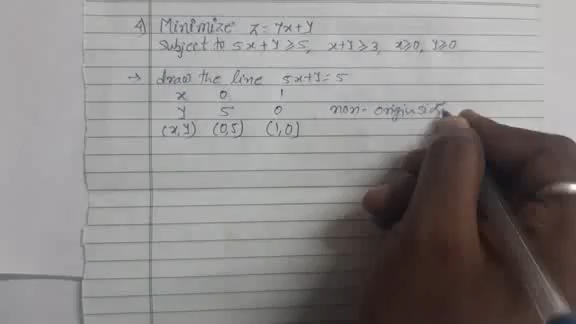 4) Minimize z = 7x+y
Subject to 5x+y≥5, x+y≥3, x≥0, y≥0
→ draw the line 5x+y=5
x 0 1
y 5 0 non-origin side
(x,y) (0,5) (1,0)